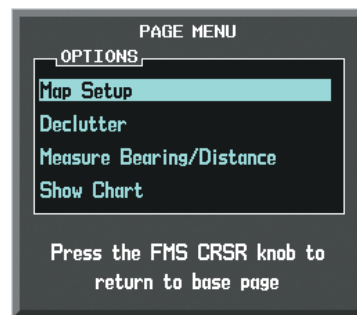 PAGE MENU
OPTIONS
Map Setup
Declutter
Measure Bearing/Distance
Show Chart
Press the FMS CRSR knob to
return to base page